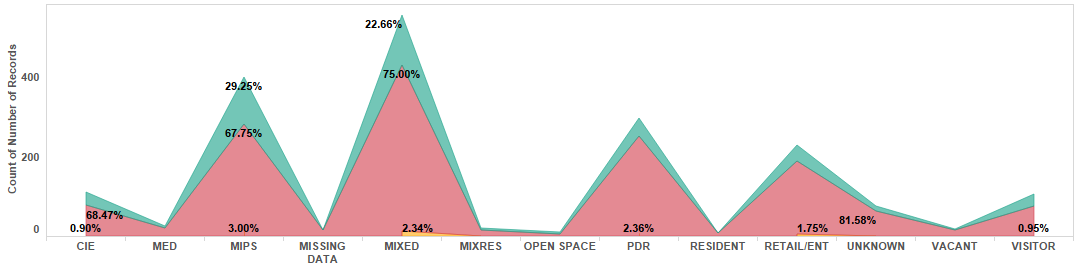 Count of Number of Records
400
200
0
22.66%
75.00%
29.25%
67.75%
68.47%
0.90%
3.00%
2.34%
2.36%
81.58%
1.75%
0.95%
CIE
MED
MIPS
MISSING
DATA
MIXED
MIXRES
OPEN SPACE
PDR
RESIDENT
RETAIL/ENT
UNKNOWN
VACANT
VISITOR